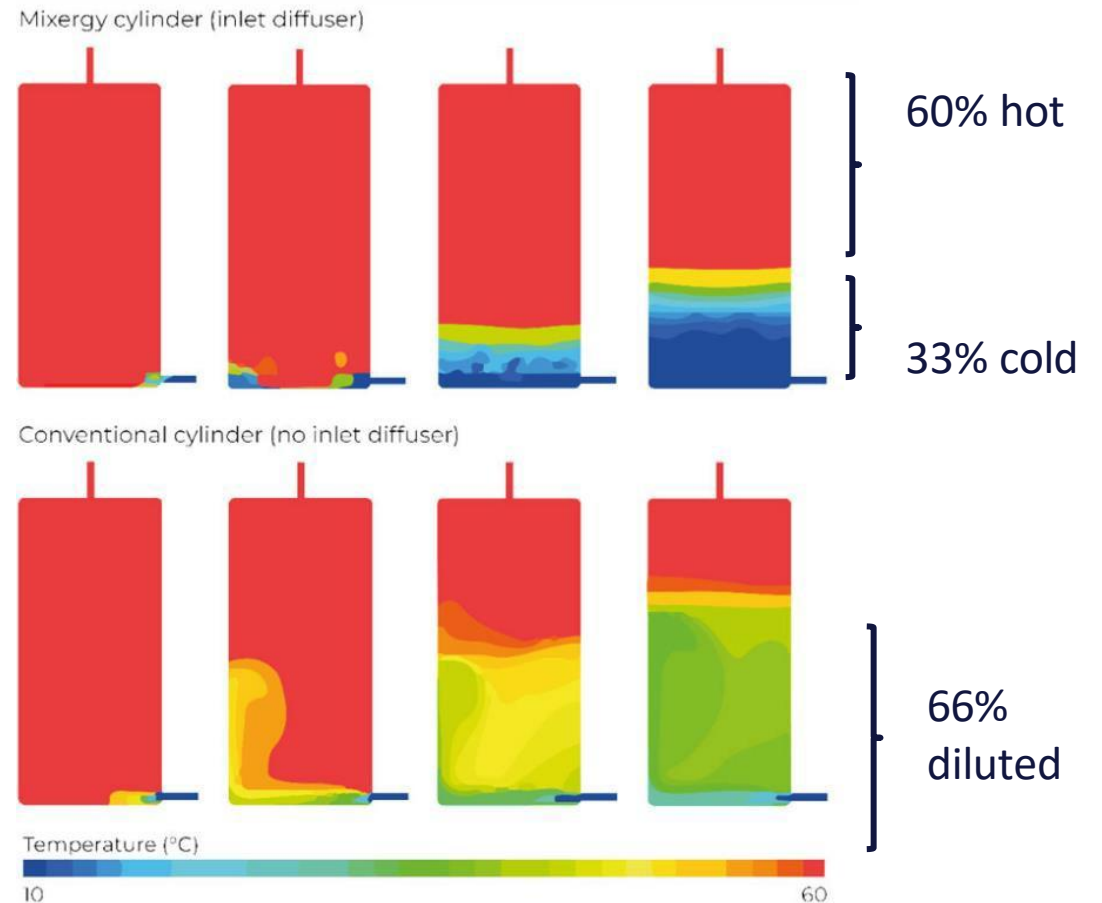 Mixergy cylinder (inlet diffuser)
60% hot
33% cold
Conventional cylinder (no inlet diffuser)
66%
diluted
Temperature (°C)
10
60